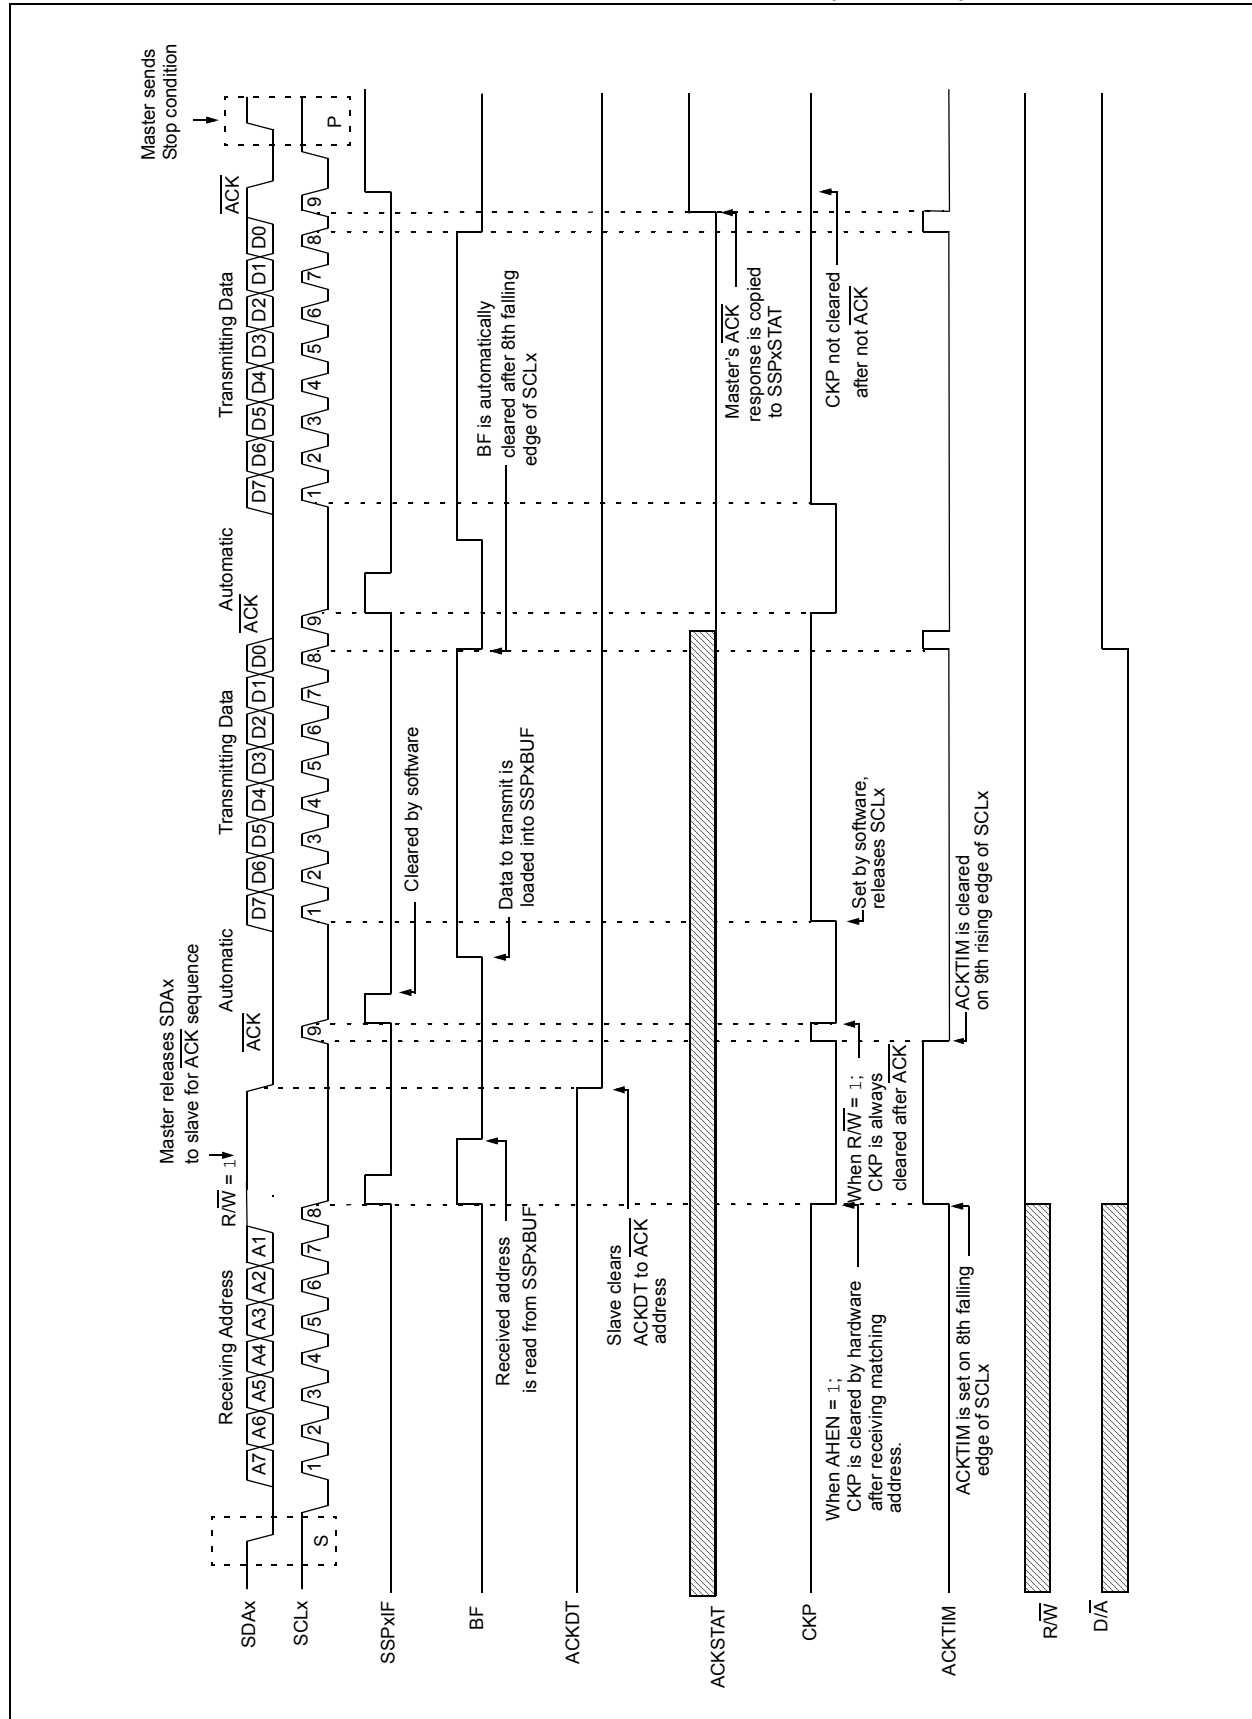 Master releases SDAx
to slave for ACK sequence
Master sends
Stop condition
Receiving Address
R/W = 1
ACK
Automatic
Transmitting Data
ACK
Automatic
Transmitting Data
ACK
SDAx
A7 A6 A5 A4 A3 A2 A1
D7 D6 D5 D4 D3 D2 D1 D0
D7 D6 D5 D4 D3 D2 D1 D0
SCLx
S
1 2 3 4 5 6 7 8 9
1 2 3 4 5 6 7 8 9
1 2 3 4 5 6 7 8 9
P
SSPxIF
Cleared by software
BF
Received address
is read from SSPxBUF
Data to transmit is
loaded into SSPxBUF
BF is automatically
cleared after 8th falling
edge of SCLx
ACKDT
Slave clears
ACKDT to ACK
address
ACKSTAT
Master's ACK
response is copied
to SSPxSTAT
CKP
When AHEN = 1;
CKP is cleared by hardware
after receiving matching
address.
When R/W = 1;
CKP is always
cleared after ACK
Set by software,
releases SCLx
CKP not cleared
after not ACK
ACKTIM
ACKTIM is set on 8th falling
edge of SCLx
ACKTIM is cleared
on 9th rising edge of SCLx
R/W
D/A